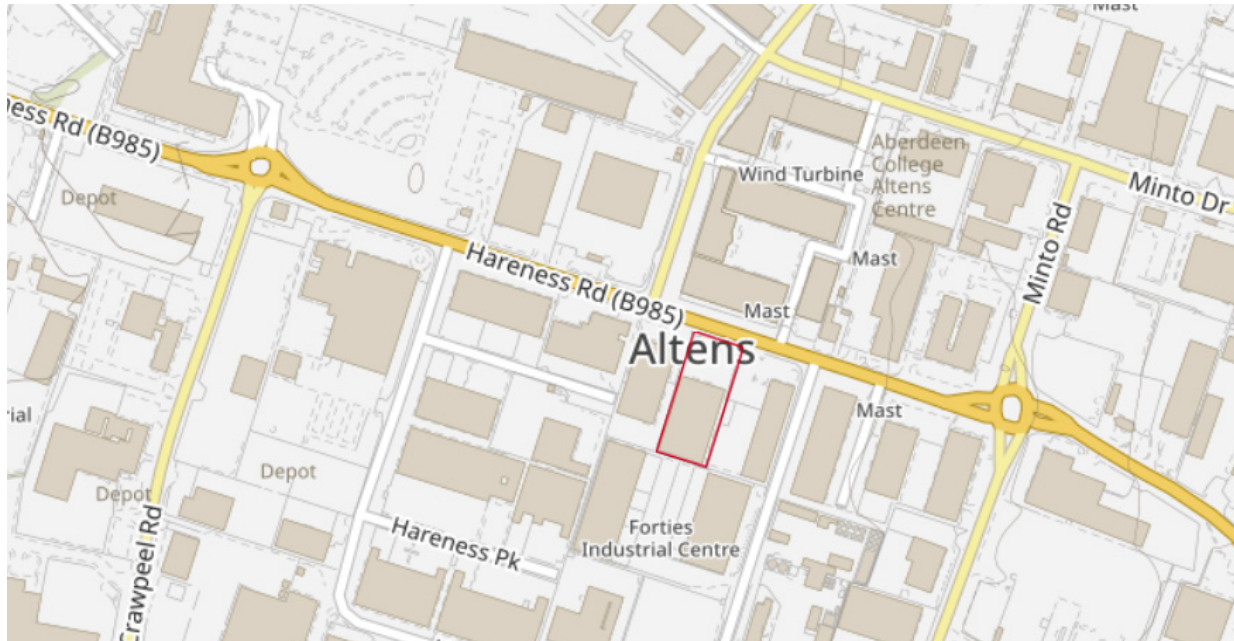 Mast
ness Rd (B985)
Depot
Wind Turbine
Aberdeen
College
Altens
Centre
Minto Dr
Minto Rd
Mast
Hareness Rd (B985)
Mast
Altens
Mast
rial
Depot
Depot
Crawpeel Rd
Hareness Pk
Forties
Industrial Centre